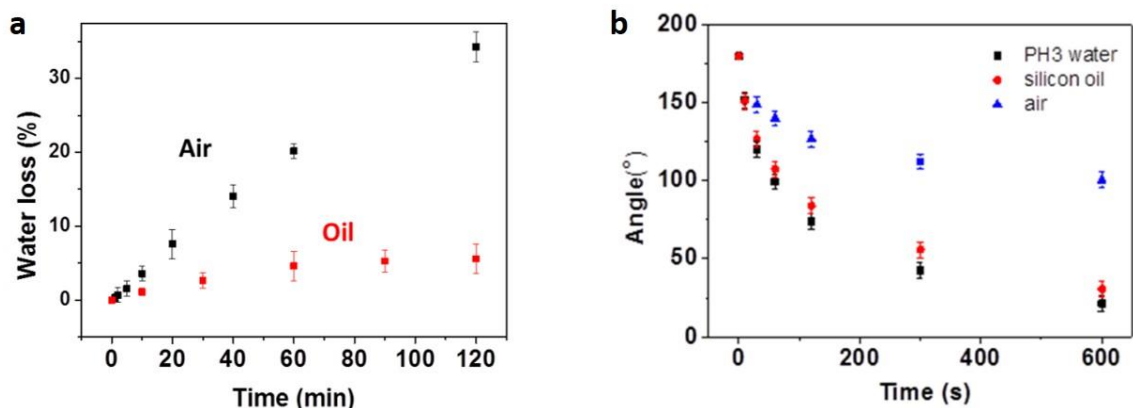 a
Water loss (%)
30
20
10
0
Air
Oil
0 20 40 60 80 100 120
Time (min)
b
Angle(°)
200
150
100
50
0
PH3 water
silicon oil
air
0 200 400 600
Time (s)